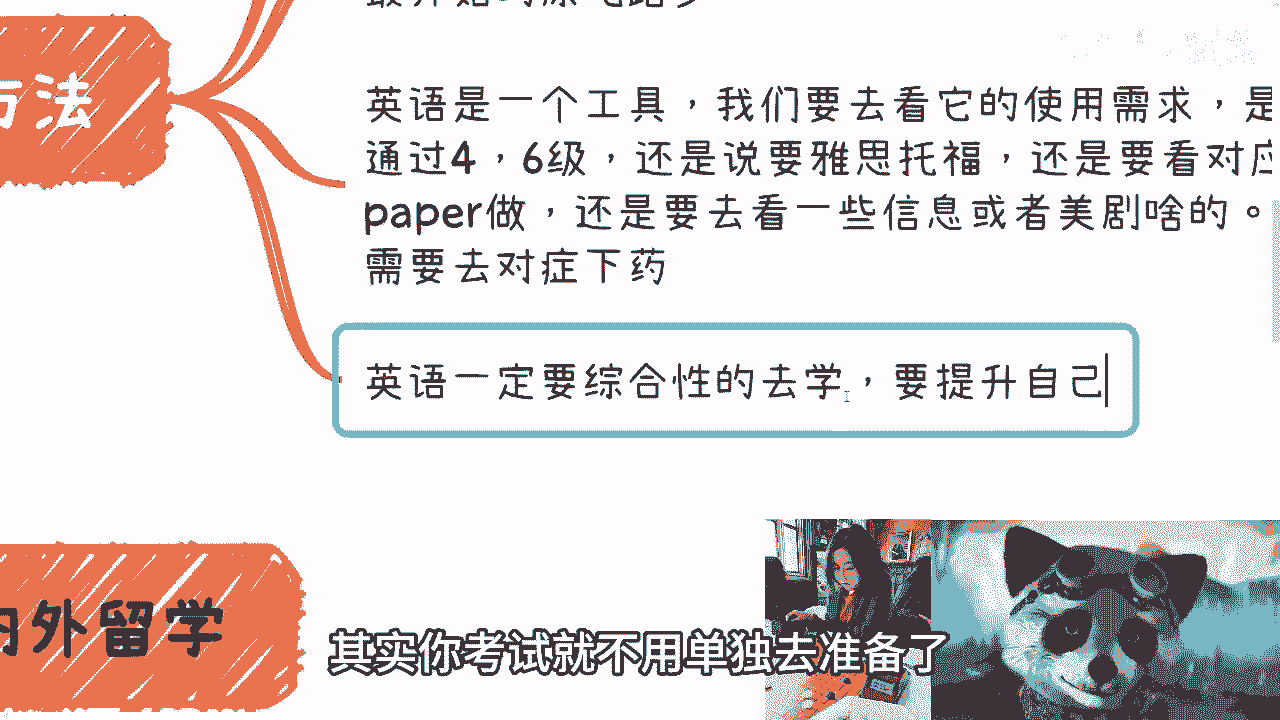 方法
英语是一个工具，我们要去看它的使用需求，是
通过4，6级，还是说要雅思托福，还是要看对应
paper做，还是要去看一些信息或者美剧啥的。
需要去对症下药
英语一定要综合性的去学，要提升自己
内外留学
其实你考试就不用单独去准备了